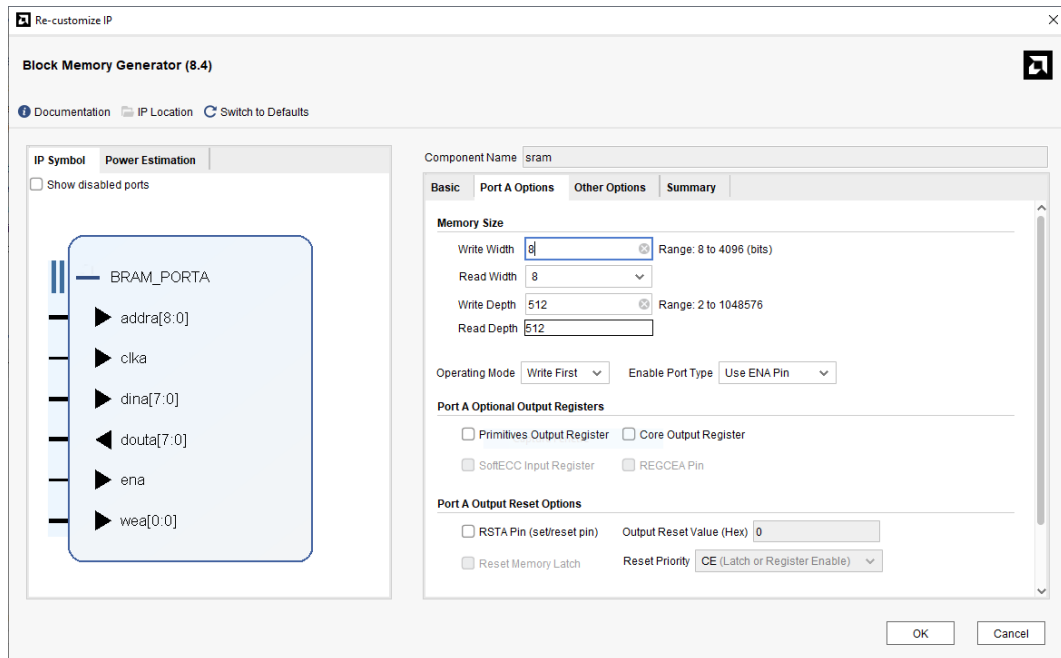 Re-customize IP
Block Memory Generator (8.4)
Documentation IP Location Switch to Defaults
IP Symbol Power Estimation
Show disabled ports
BRAM_PORTA
addra[8:0]
clka
dina[7:0]
douta[7:0]
ena
wea[0:0]
Component Name sram
Basic Port A Options Other Options Summary
Memory Size
Write Width 8 Range: 8 to 4096 (bits)
Read Width 8
Write Depth 512 Range: 2 to 1048576
Read Depth 512
Operating Mode Write First Enable Port Type Use ENA Pin
Port A Optional Output Registers
Primitives Output Register Core Output Register
SoftECC Input Register REGCEA Pin
Port A Output Reset Options
RSTA Pin (set/reset pin) Output Reset Value (Hex) 0
Reset Memory Latch Reset Priority CE (Latch or Register Enable)
OK Cancel